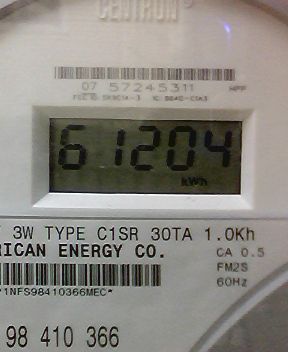 CENTRON®
07 57245311
61204
kWh
3W TYPE C1SR 30TA 1.0Kh
RICAN ENERGY CO.
CA 0.5
FM2S
60Hz
*1NFS98410366MEC*
98 410 366